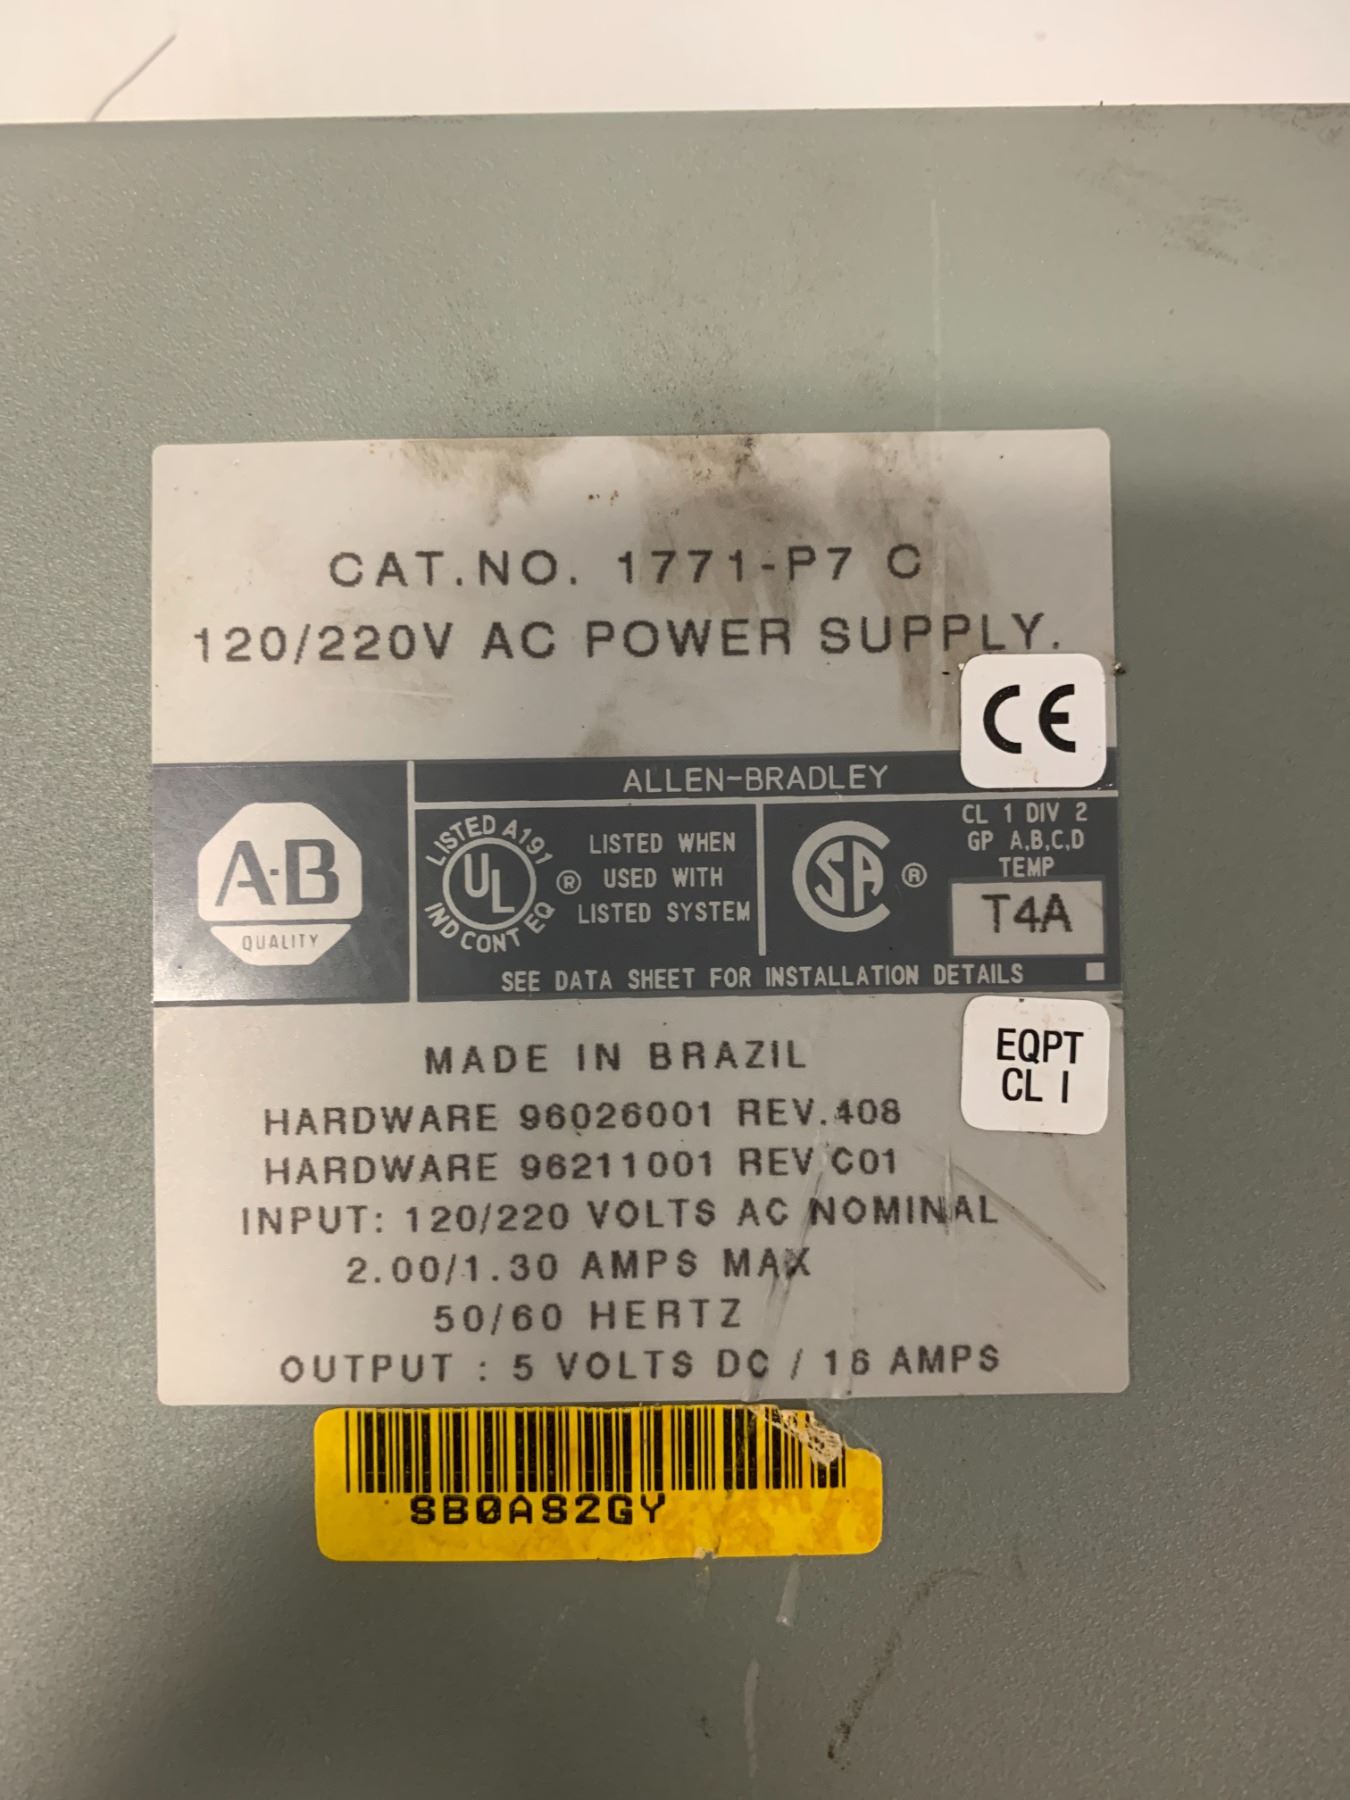 CAT.NO. 1771-P7 C
120/220V AC POWER SUPPLY.
CE
ALLEN-BRADLEY
A-B
QUALITY
LISTED A191
UL
IND CONT EQ
®
LISTED WHEN
USED WITH
LISTED SYSTEM
SA
®
CL 1 DIV 2
GP A,B,C,D
TEMP
T4A
SEE DATA SHEET FOR INSTALLATION DETAILS
EQPT
CL I
MADE IN BRAZIL
HARDWARE 96026001 REV.408
HARDWARE 96211001 REV C01
INPUT: 120/220 VOLTS AC NOMINAL
2.00/1.30 AMPS MAX
50/60 HERTZ
OUTPUT : 5 VOLTS DC / 16 AMPS
SB0AS2GY